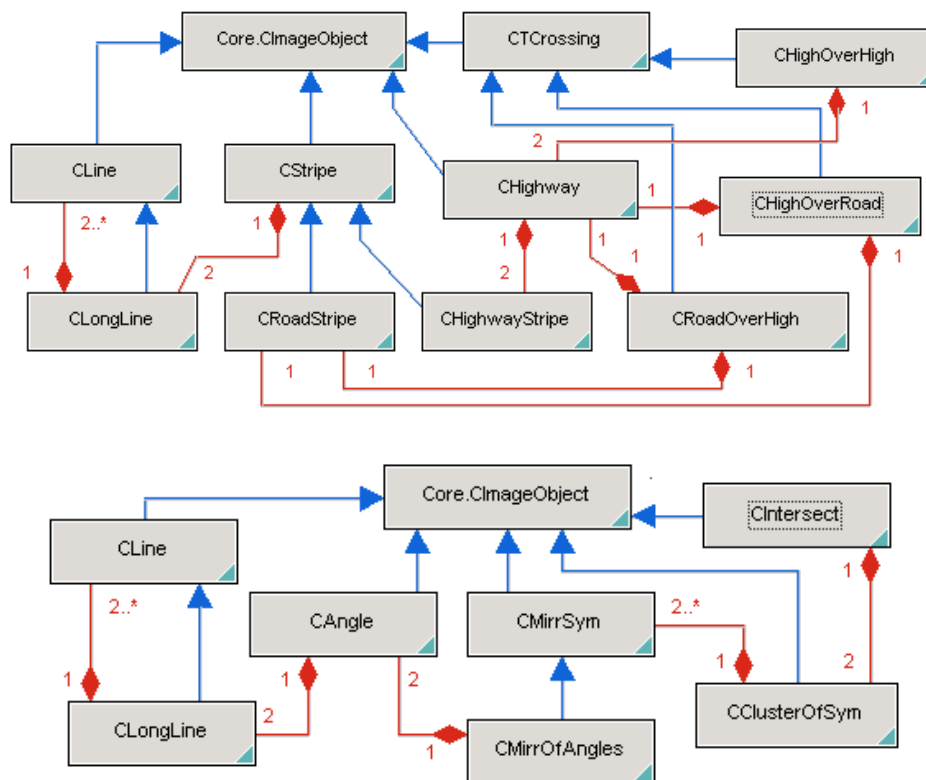 Core.CImageObject
CTCrossing
CHighOverHigh
1
2
CLine
CStripe
CHighway
CHighOverRoad
2..*
1
1
1
1
1
1
1
1
2
2
CLongLine
CRoadStripe
CHighwayStripe
CRoadOverHigh
1
1
1
Core.CImageObject
CIntersect
CLine
1
2..*
CAngle
CMirrSym
2..*
1
1
2
1
2
2
CLongLine
1
CMirrOfAngles
CClusterOfSym